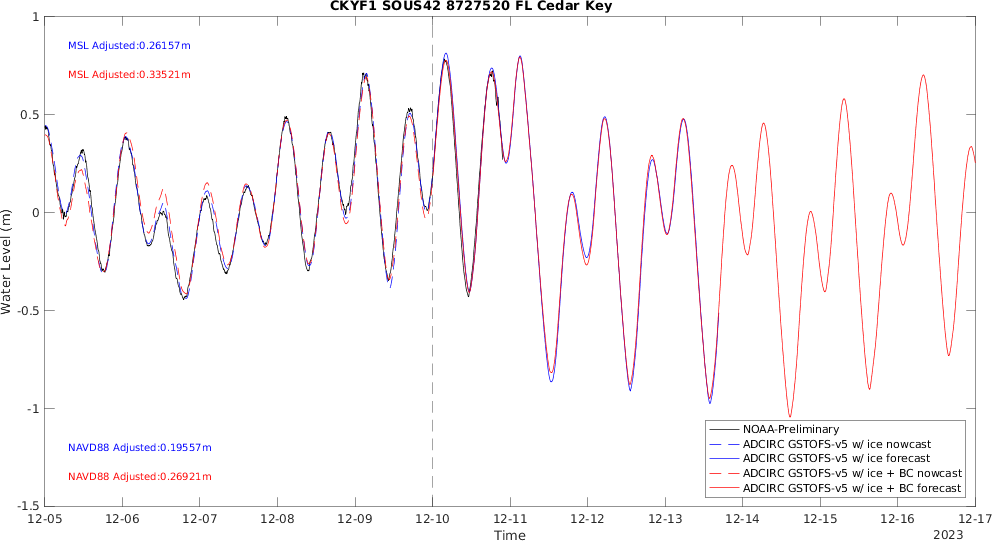 CKYF1 SOUS42 8727520 FL Cedar Key
1
0.5
0
-0.5
-1
-1.5
Water Level (m)
MSL Adjusted:0.26157m
MSL Adjusted:0.33521m
NAVD88 Adjusted:0.19557m
NAVD88 Adjusted:0.26921m
NOAA-Preliminary
ADCIRC GSTOFS-v5 w/ ice nowcast
ADCIRC GSTOFS-v5 w/ ice forecast
ADCIRC GSTOFS-v5 w/ ice + BC nowcast
ADCIRC GSTOFS-v5 w/ ice + BC forecast
12-05 12-06 12-07 12-08 12-09 12-10 12-11 12-12 12-13 12-14 12-15 12-16 12-17
Time
2023